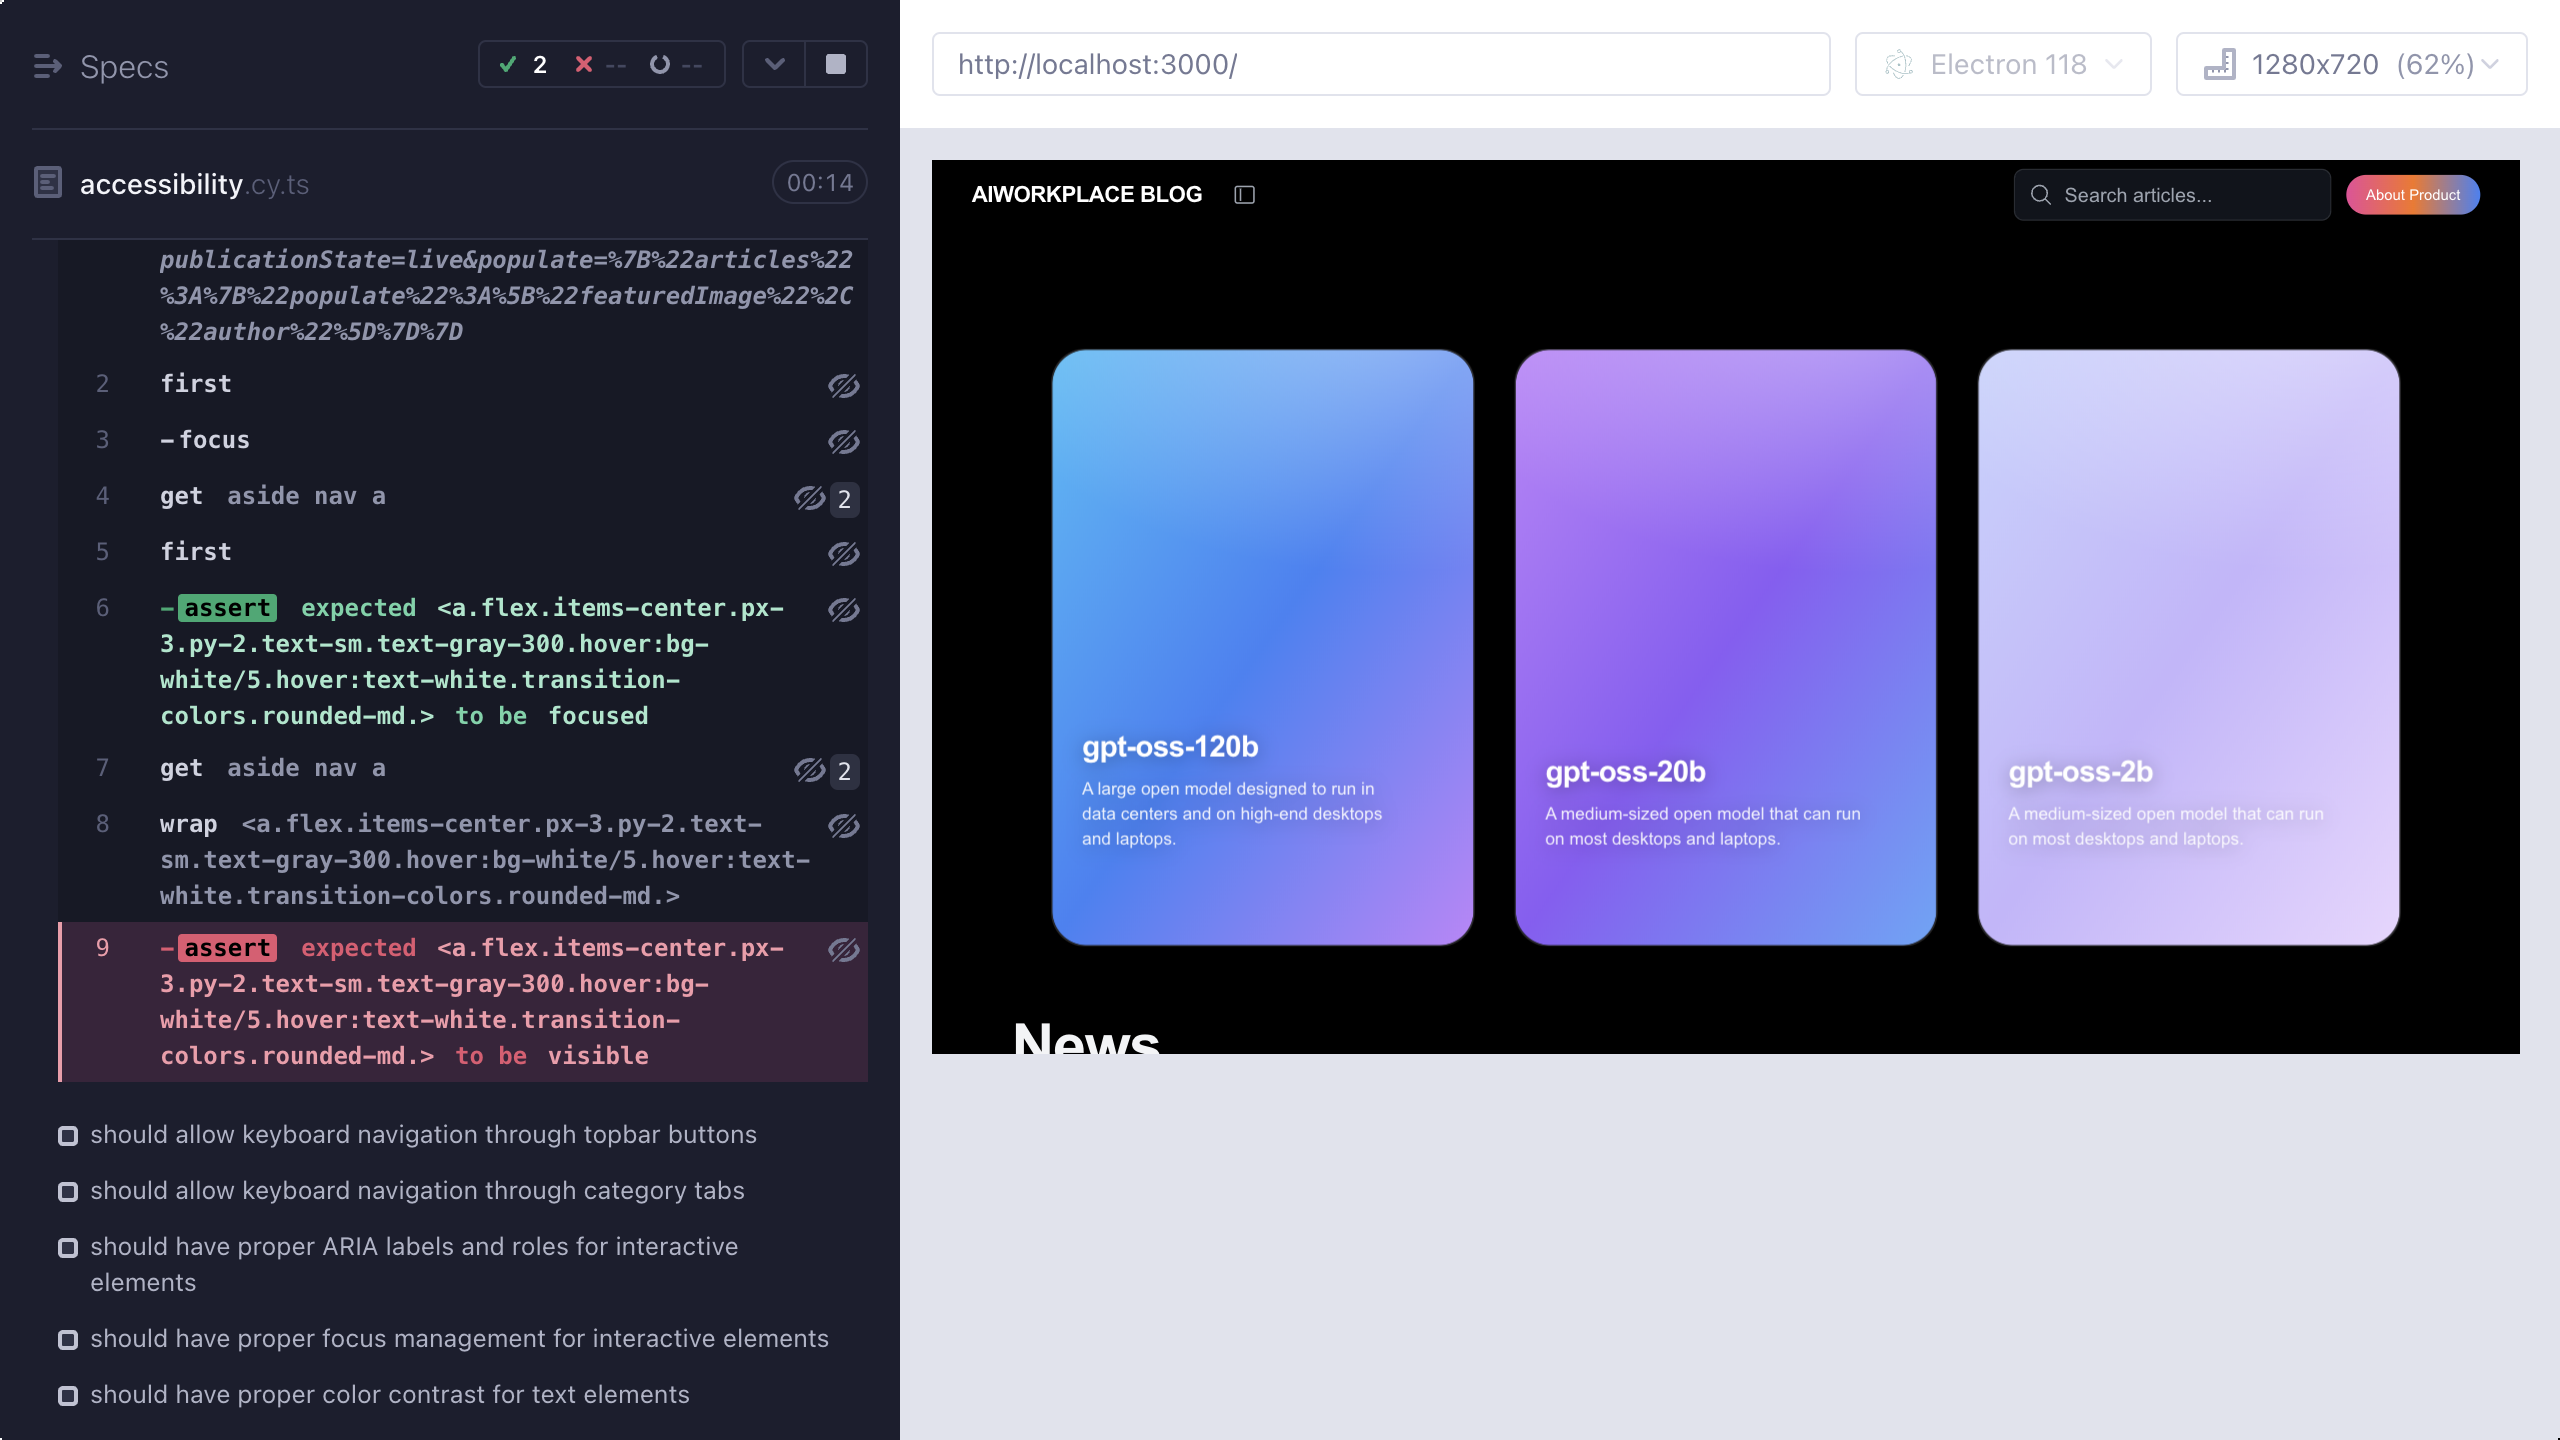 Specs
2 -- --
accessibility.cy.ts
00:14
publicationState=live&populate=%7B%22articles%22
%3A%7B%22populate%22%3A%5B%22featuredImage%22%2C
%22author%22%5D%7D%7D
2 first
3 -focus
4 get aside nav a 2
5 first
6 -assert expected <a.flex.items-center.px-
3.py-2.text-sm.text-gray-300.hover:bg-
white/5.hover:text-white.transition-
colors.rounded-md.> to be focused
7 get aside nav a 2
8 wrap <a.flex.items-center.px-3.py-2.text-
sm.text-gray-300.hover:bg-white/5.hover:text-
white.transition-colors.rounded-md.>
9 -assert expected <a.flex.items-center.px-
3.py-2.text-sm.text-gray-300.hover:bg-
white/5.hover:text-white.transition-
colors.rounded-md.> to be visible
should allow keyboard navigation through topbar buttons
should allow keyboard navigation through category tabs
should have proper ARIA labels and roles for interactive
elements
should have proper focus management for interactive elements
should have proper color contrast for text elements
http://localhost:3000/
Electron 118
1280x720 (62%)
AIWORKPLACE BLOG
Search articles...
About Product
gpt-oss-120b
A large open model designed to run in
data centers and on high-end desktops
and laptops.
gpt-oss-20b
A medium-sized open model that can run
on most desktops and laptops.
gpt-oss-2b
A medium-sized open model that can run
on most desktops and laptops.
News